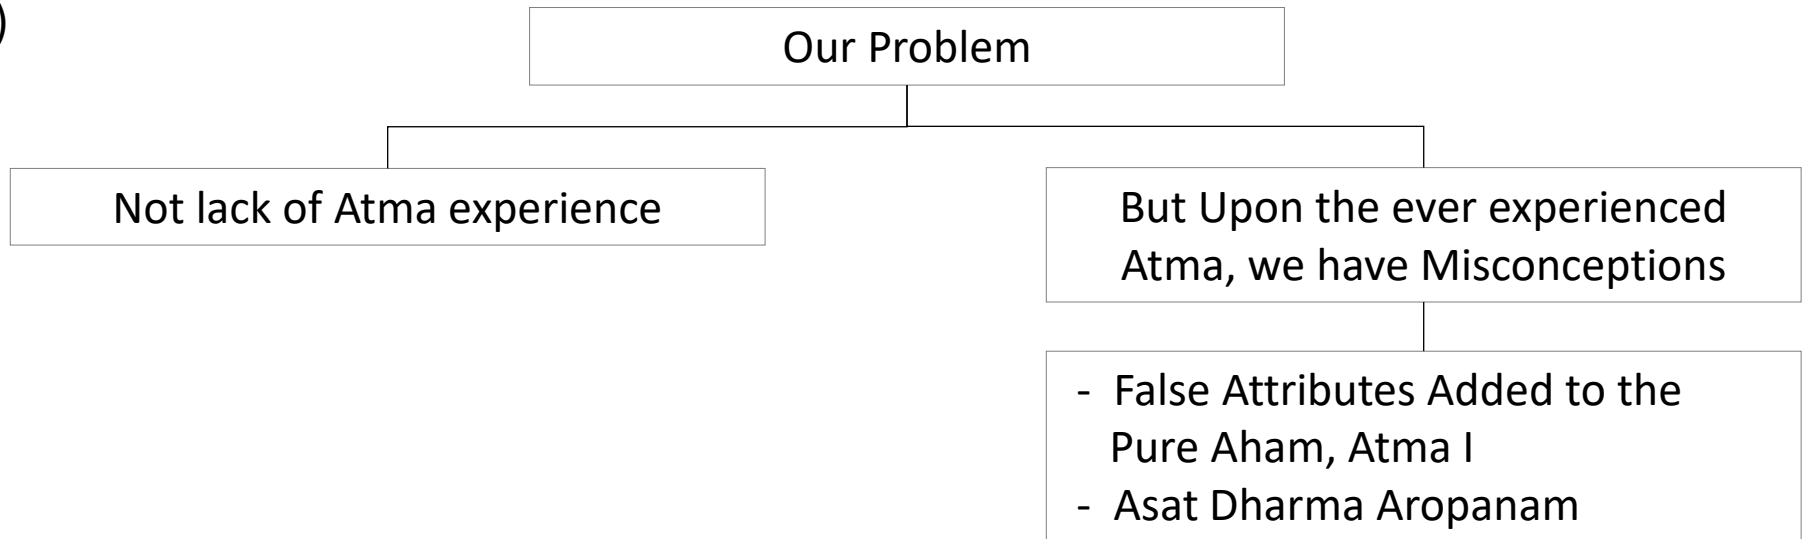 )
Our Problem
Not lack of Atma experience
But Upon the ever experienced
Atma, we have Misconceptions
- False Attributes Added to the
Pure Aham, Atma I
- Asat Dharma Aropanam